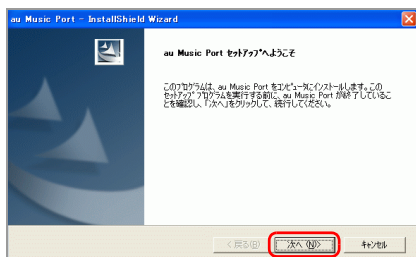 au Music Port - InstallShield Wizard
au Music Port ｾｯﾄｱｯﾌﾟへようこそ
このﾌﾟﾛｸﾞﾗﾑは、au Music Port をｺﾝﾋﾟｭｰﾀにｲﾝｽﾄｰﾙします。この
ｾｯﾄｱｯﾌﾟ ﾌﾟﾛｸﾞﾗﾑを実行する前に、au Music Port が終了しているこ
とを確認し、「次へ」をｸﾘｯｸして、続行してください。
< 戻る(B)
次へ (N)>
ｷｬﾝｾﾙ